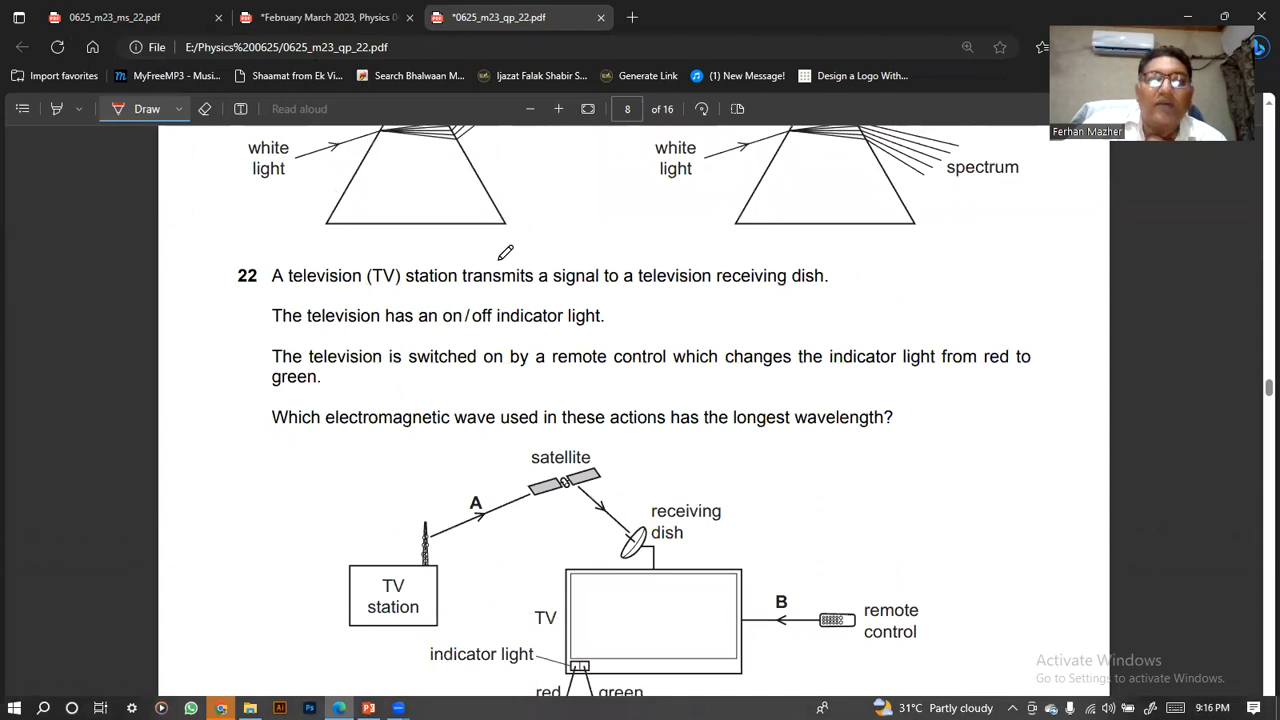 0625_m23_ms_22.pdf
*February March 2023, Physics 0
*0625_m23_qp_22.pdf
File
E:/Physics%200625/0625_m23_qp_22.pdf
Import favorites
MyFreeMP3 - Musi...
Shaamat from Ek Vi...
Search Bhalwaan M...
Ijazat Falak Shabir S...
Generate Link
(1) New Message!
Design a Logo With...
Draw
Read aloud
8 of 16
Ferhan Mazher
white
light
white
light
spectrum
22 A television (TV) station transmits a signal to a television receiving dish.
The television has an on/off indicator light.
The television is switched on by a remote control which changes the indicator light from red to
green.
Which electromagnetic wave used in these actions has the longest wavelength?
satellite
A
receiving
dish
TV
station
TV
B
remote
control
indicator light
red green
Activate Windows
Go to Settings to activate Windows.
31°C Partly cloudy
9:16 PM